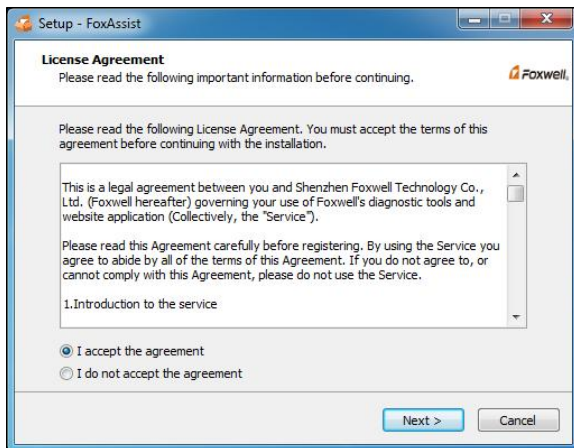 Setup - FoxAssist
License Agreement
Please read the following important information before continuing.
Foxwell
Please read the following License Agreement. You must accept the terms of this
agreement before continuing with the installation.
This is a legal agreement between you and Shenzhen Foxwell Technology Co.,
Ltd. (Foxwell hereafter) governing your use of Foxwell's diagnostic tools and
website application (Collectively, the "Service").
Please read this Agreement carefully before registering. By using the Service you
agree to abide by all of the terms of this Agreement. If you do not agree to, or
cannot comply with this Agreement, please do not use the Service.
1.Introduction to the service
I accept the agreement
I do not accept the agreement
Next >
Cancel